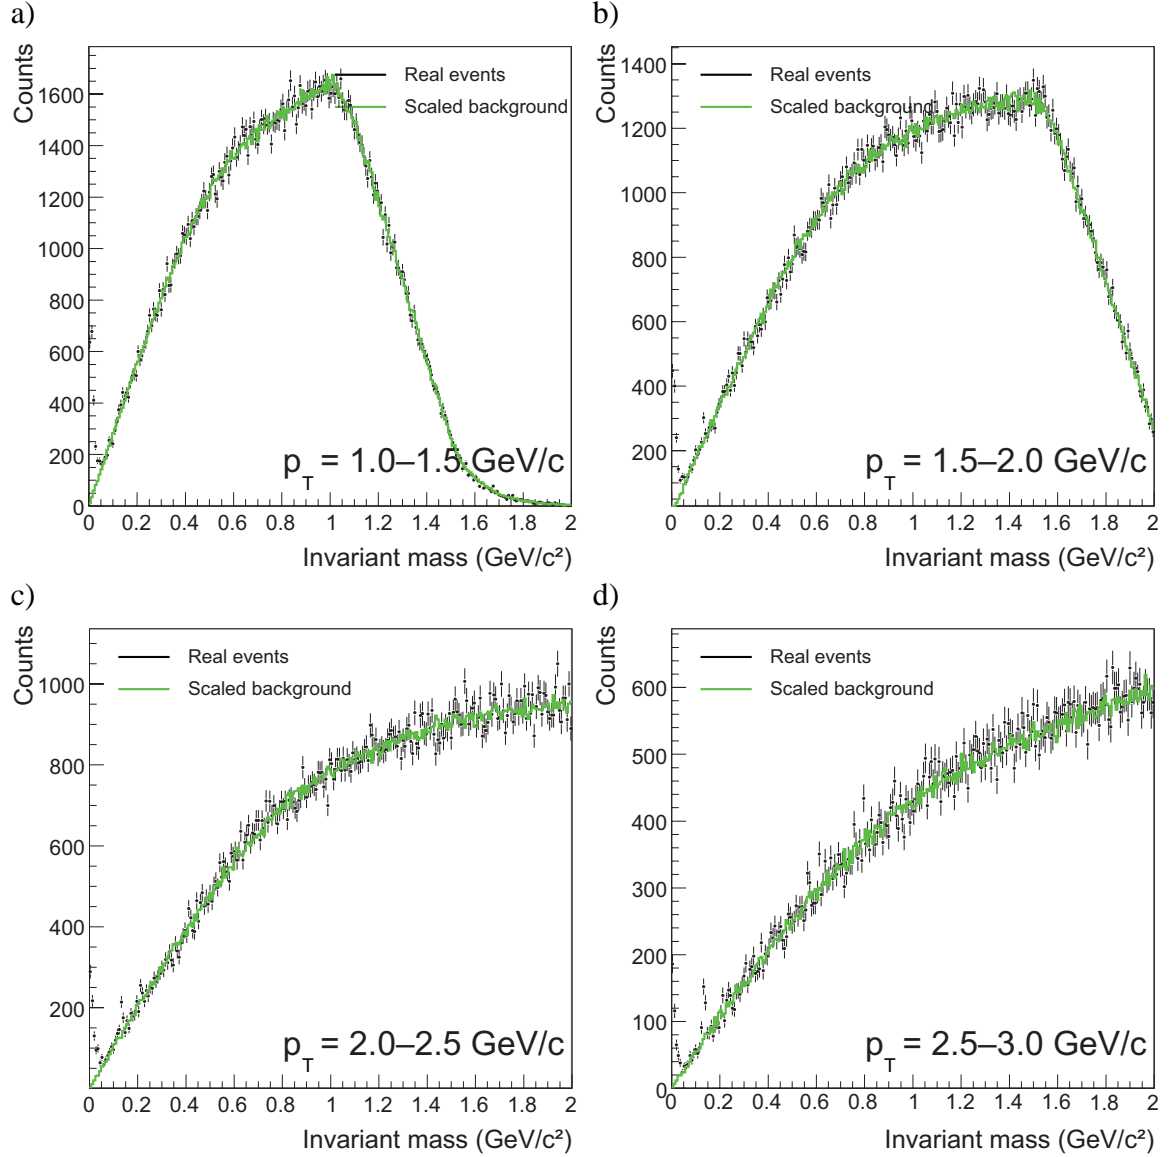 a)
Counts
1600
1400
1200
1000
800
600
400
200
0
Real events
Scaled background
p_T = 1.0–1.5 GeV/c
0 0.2 0.4 0.6 0.8 1 1.2 1.4 1.6 1.8 2
Invariant mass (GeV/c²)
b)
Counts
1400
1200
1000
800
600
400
200
Real events
Scaled background
p_T = 1.5–2.0 GeV/c
0 0.2 0.4 0.6 0.8 1 1.2 1.4 1.6 1.8 2
Invariant mass (GeV/c²)
c)
Counts
1000
800
600
400
200
Real events
Scaled background
p_T = 2.0–2.5 GeV/c
0 0.2 0.4 0.6 0.8 1 1.2 1.4 1.6 1.8 2
Invariant mass (GeV/c²)
d)
Counts
600
500
400
300
200
100
0
Real events
Scaled background
p_T = 2.5–3.0 GeV/c
0 0.2 0.4 0.6 0.8 1 1.2 1.4 1.6 1.8 2
Invariant mass (GeV/c²)